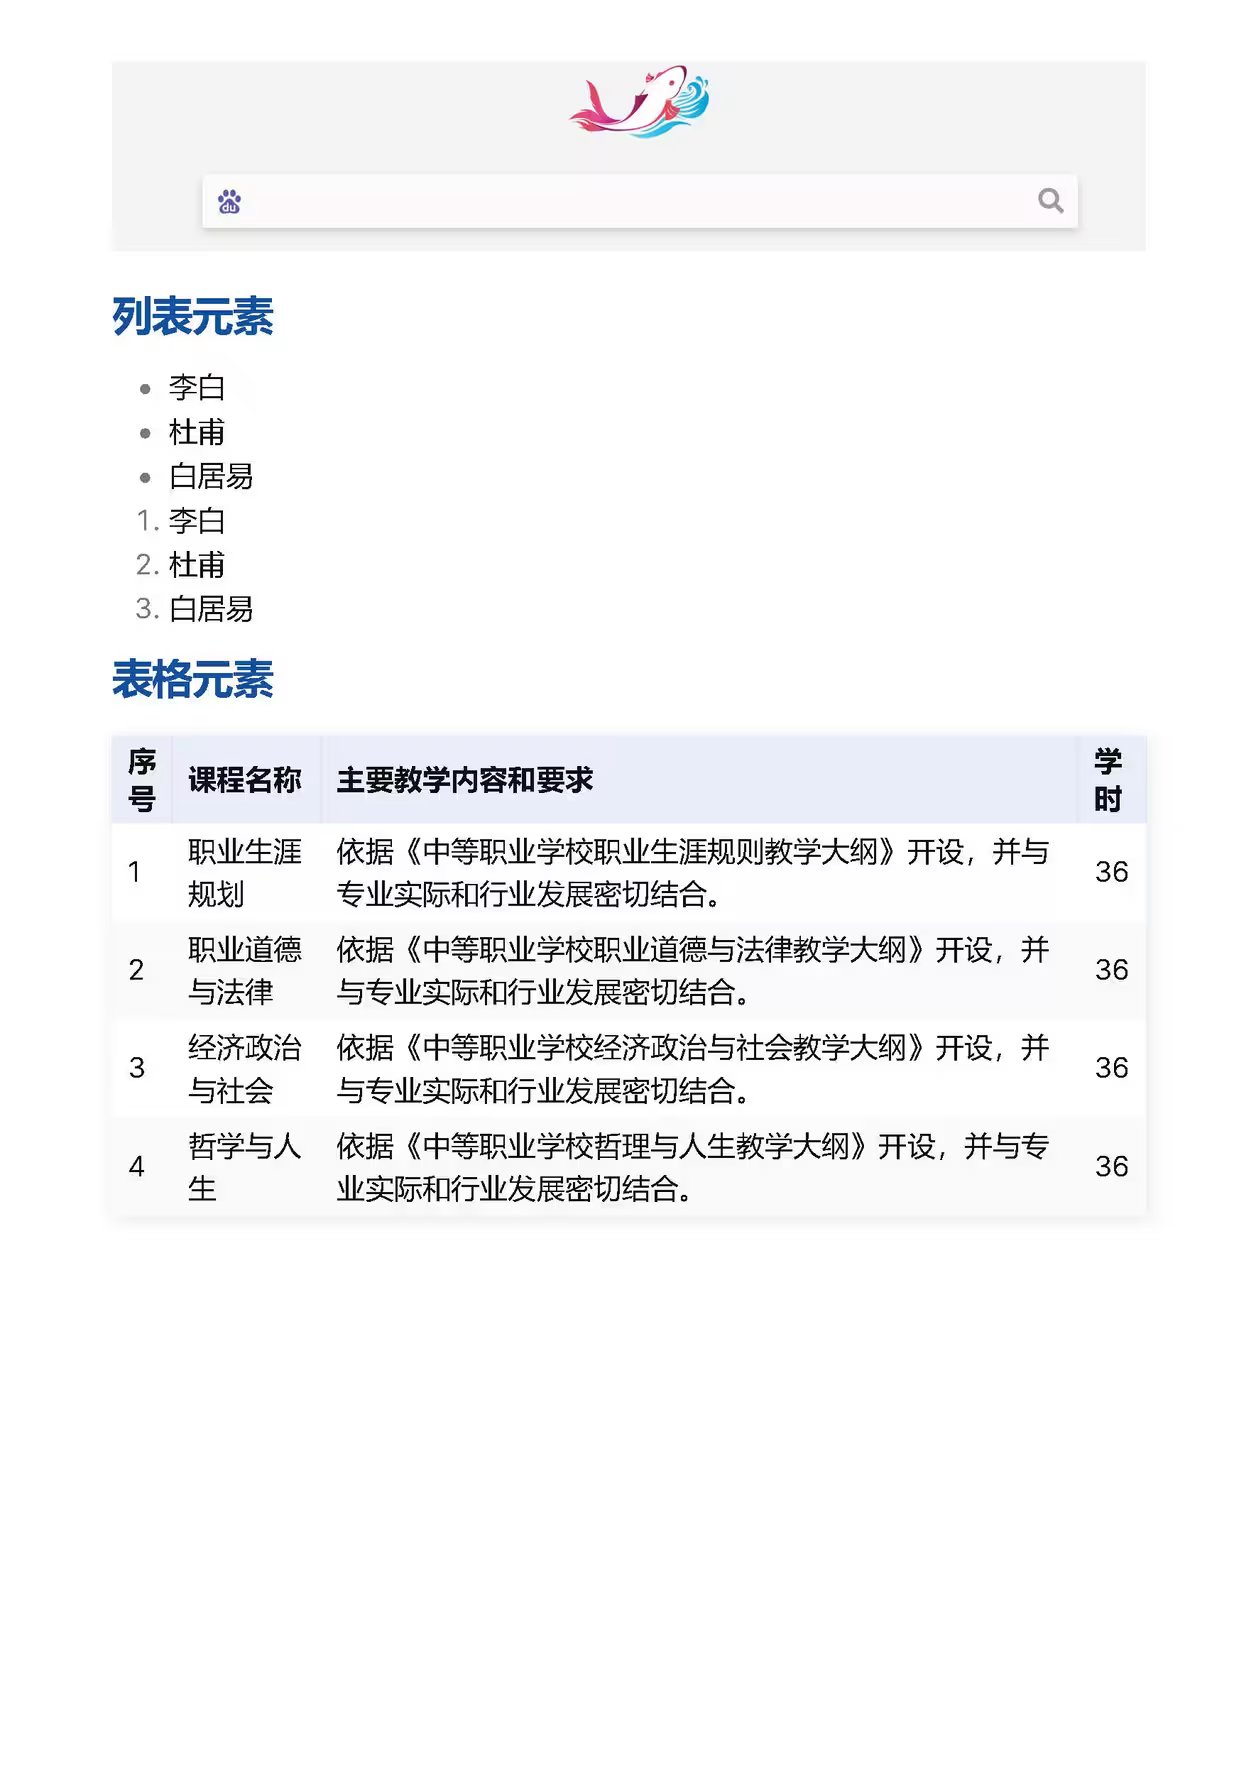 du
列表元素
李白
杜甫
白居易
1. 李白
2. 杜甫
3. 白居易
表格元素
序号 课程名称 主要教学内容和要求 学时
1 职业生涯规划 依据《中等职业学校职业生涯规则教学大纲》开设，并与专业实际和行业发展密切结合。 36
2 职业道德与法律 依据《中等职业学校职业道德与法律教学大纲》开设，并与专业实际和行业发展密切结合。 36
3 经济政治与社会 依据《中等职业学校经济政治与社会教学大纲》开设，并与专业实际和行业发展密切结合。 36
4 哲学与人生 依据《中等职业学校哲理与人生教学大纲》开设，并与专业实际和行业发展密切结合。 36